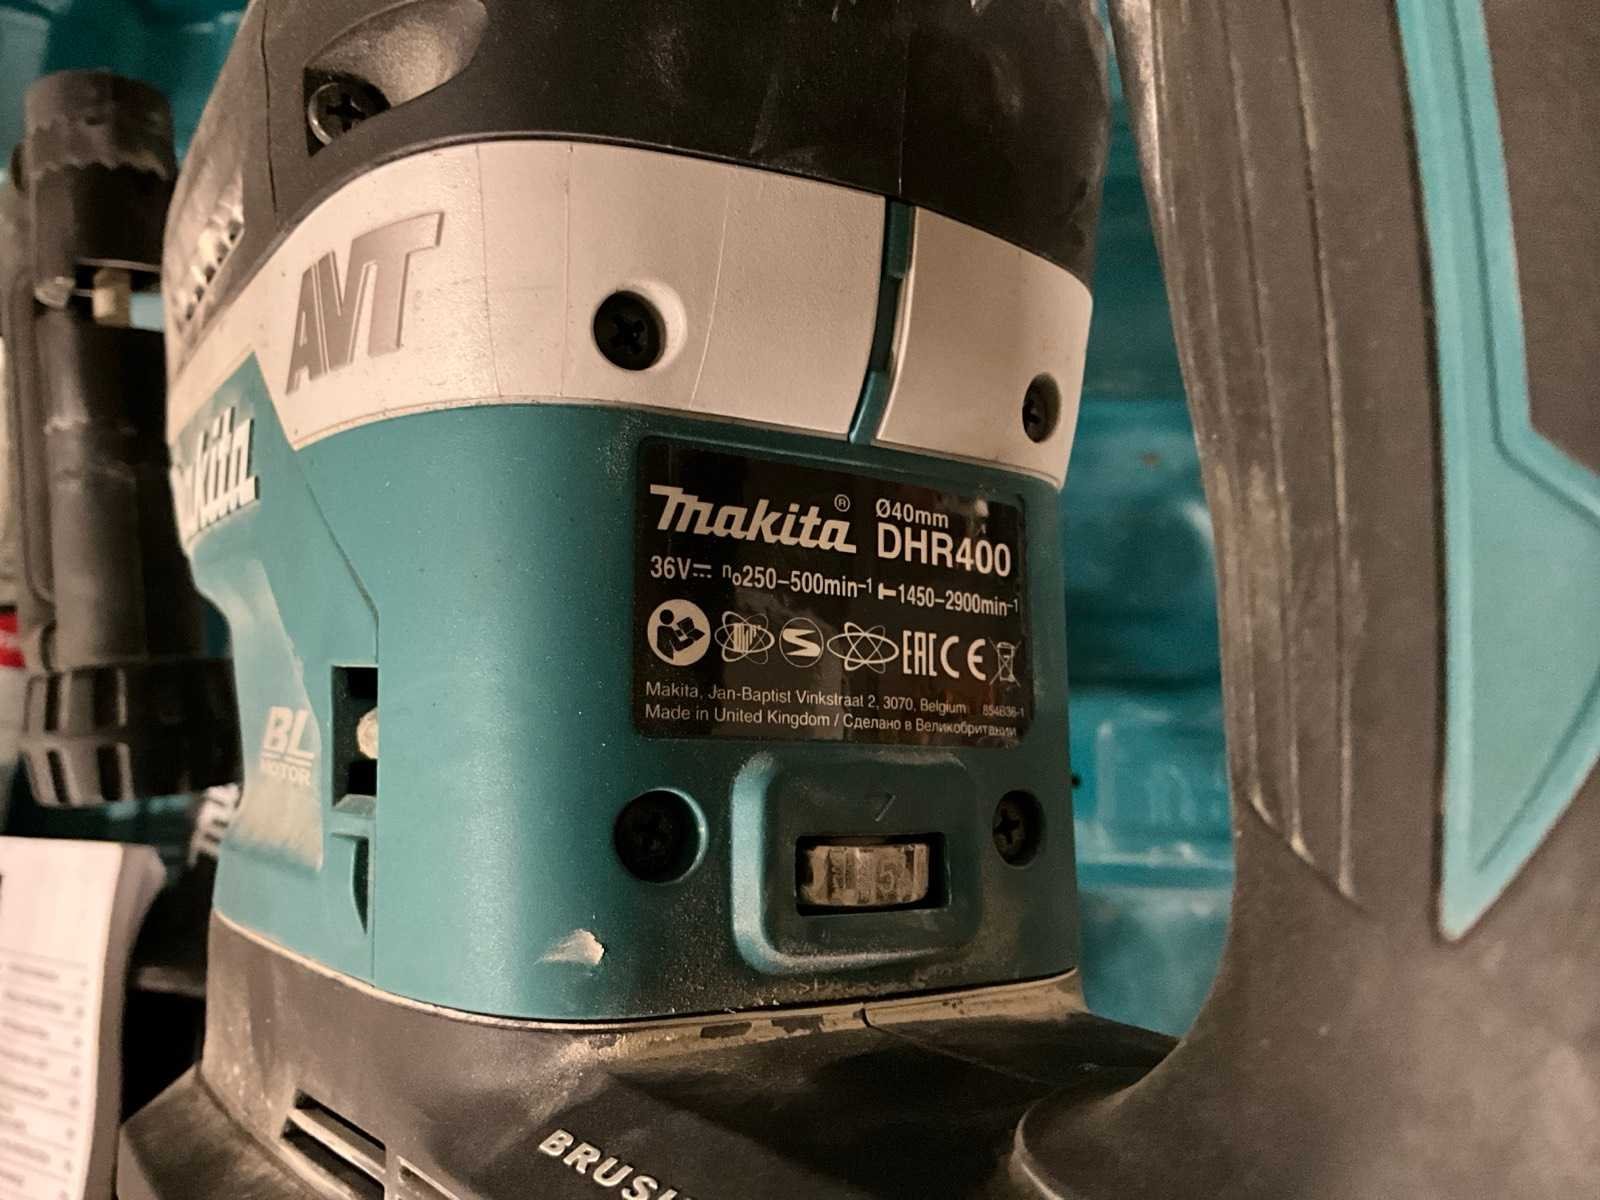 AVT
makita
makita®
Ø40mm
DHR400
36V⎓ n₀250–500min⁻¹ 1450–2900min⁻¹
EAC CE
Makita, Jan-Baptist Vinkstraat 2, 3070, Belgium 854B36-1
Made in United Kingdom / Сделано в Великобритании
BL
MOTOR
5
BRUSH